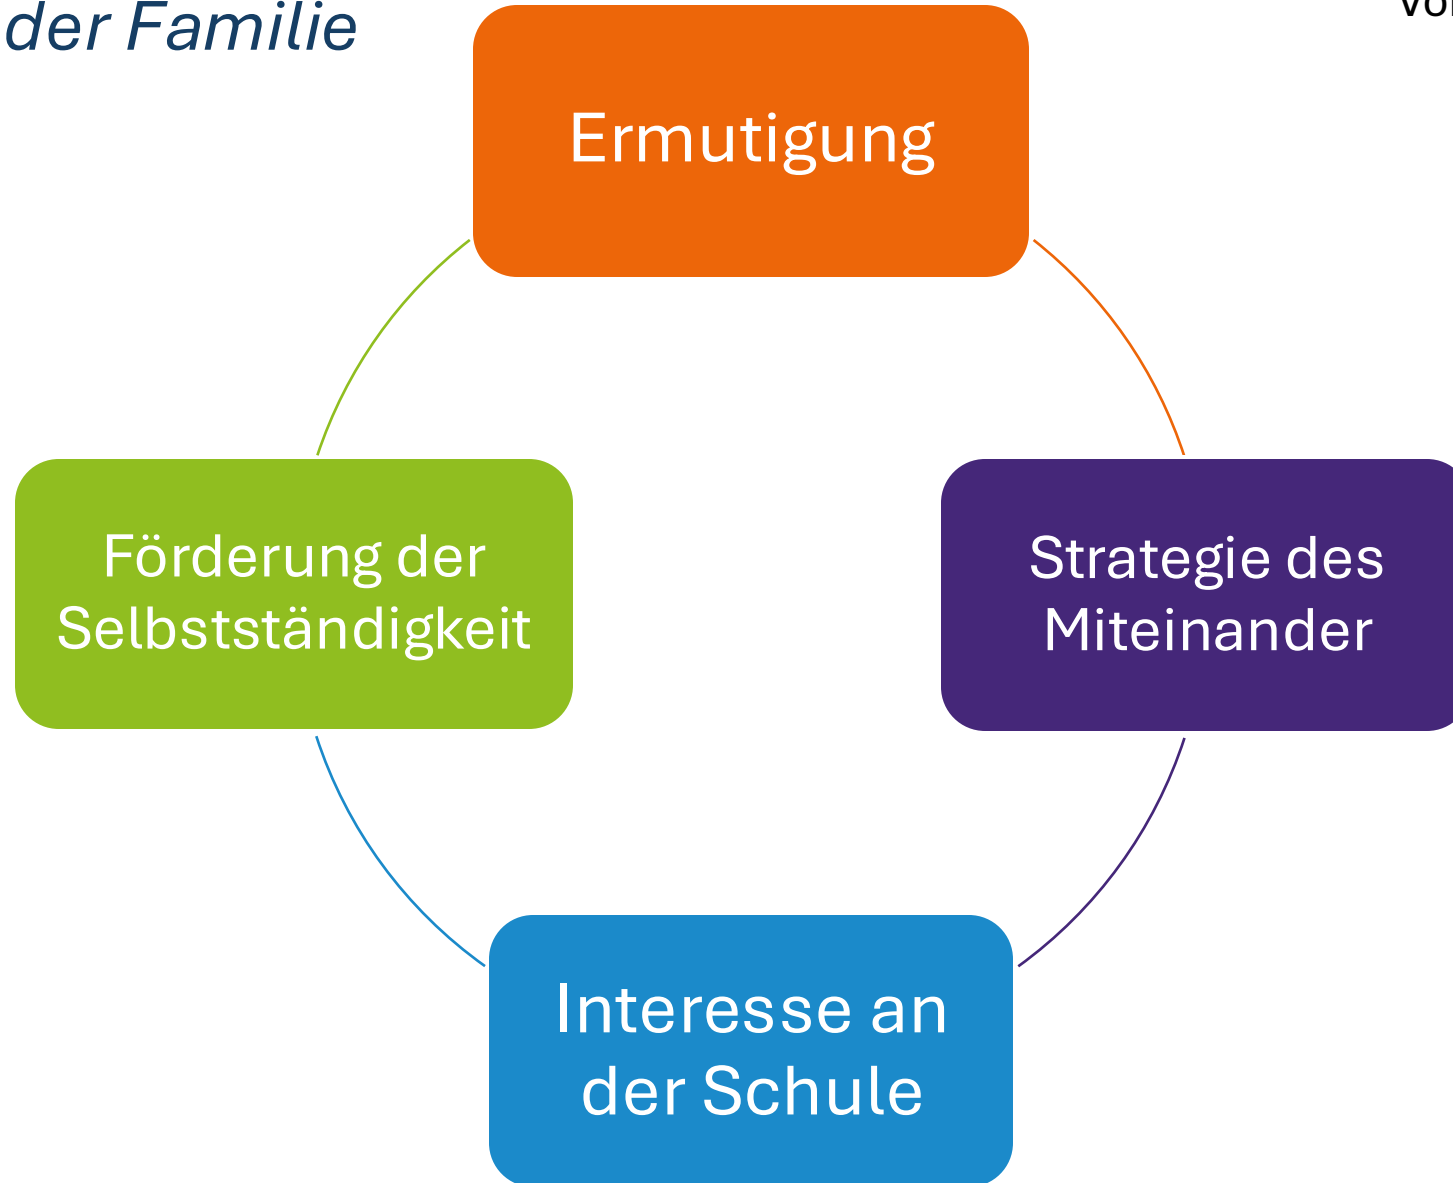 der Familie
Ermutigung
Förderung der
Selbstständigkeit
Strategie des
Miteinander
Interesse an
der Schule